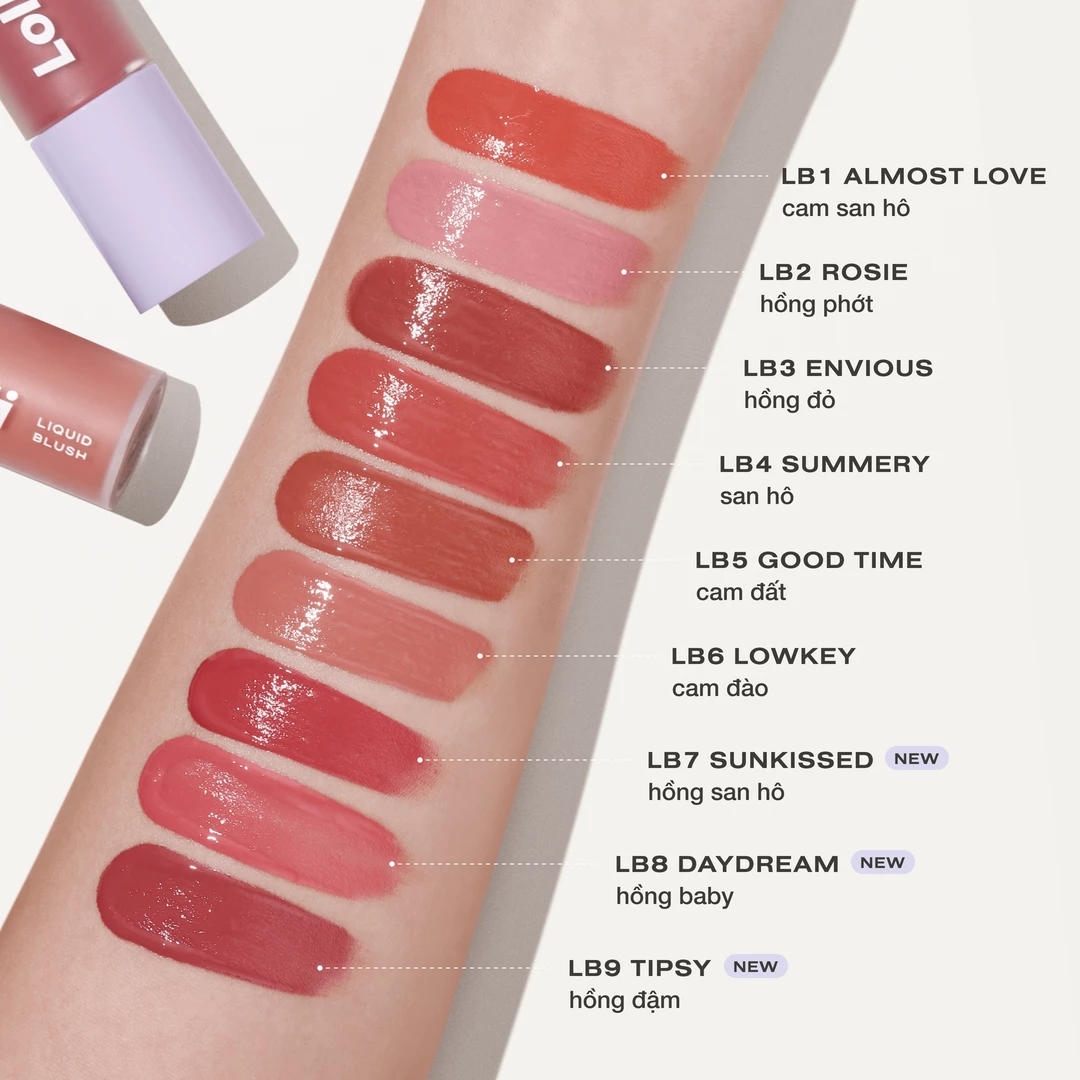 LIQUID
BLUSH
LB1 ALMOST LOVE
cam san hô
LB2 ROSIE
hồng phớt
LB3 ENVIOUS
hồng đỏ
LB4 SUMMERY
san hô
LB5 GOOD TIME
cam đất
LB6 LOWKEY
cam đào
LB7 SUNKISSED NEW
hồng san hô
LB8 DAYDREAM NEW
hồng baby
LB9 TIPSY NEW
hồng đậm